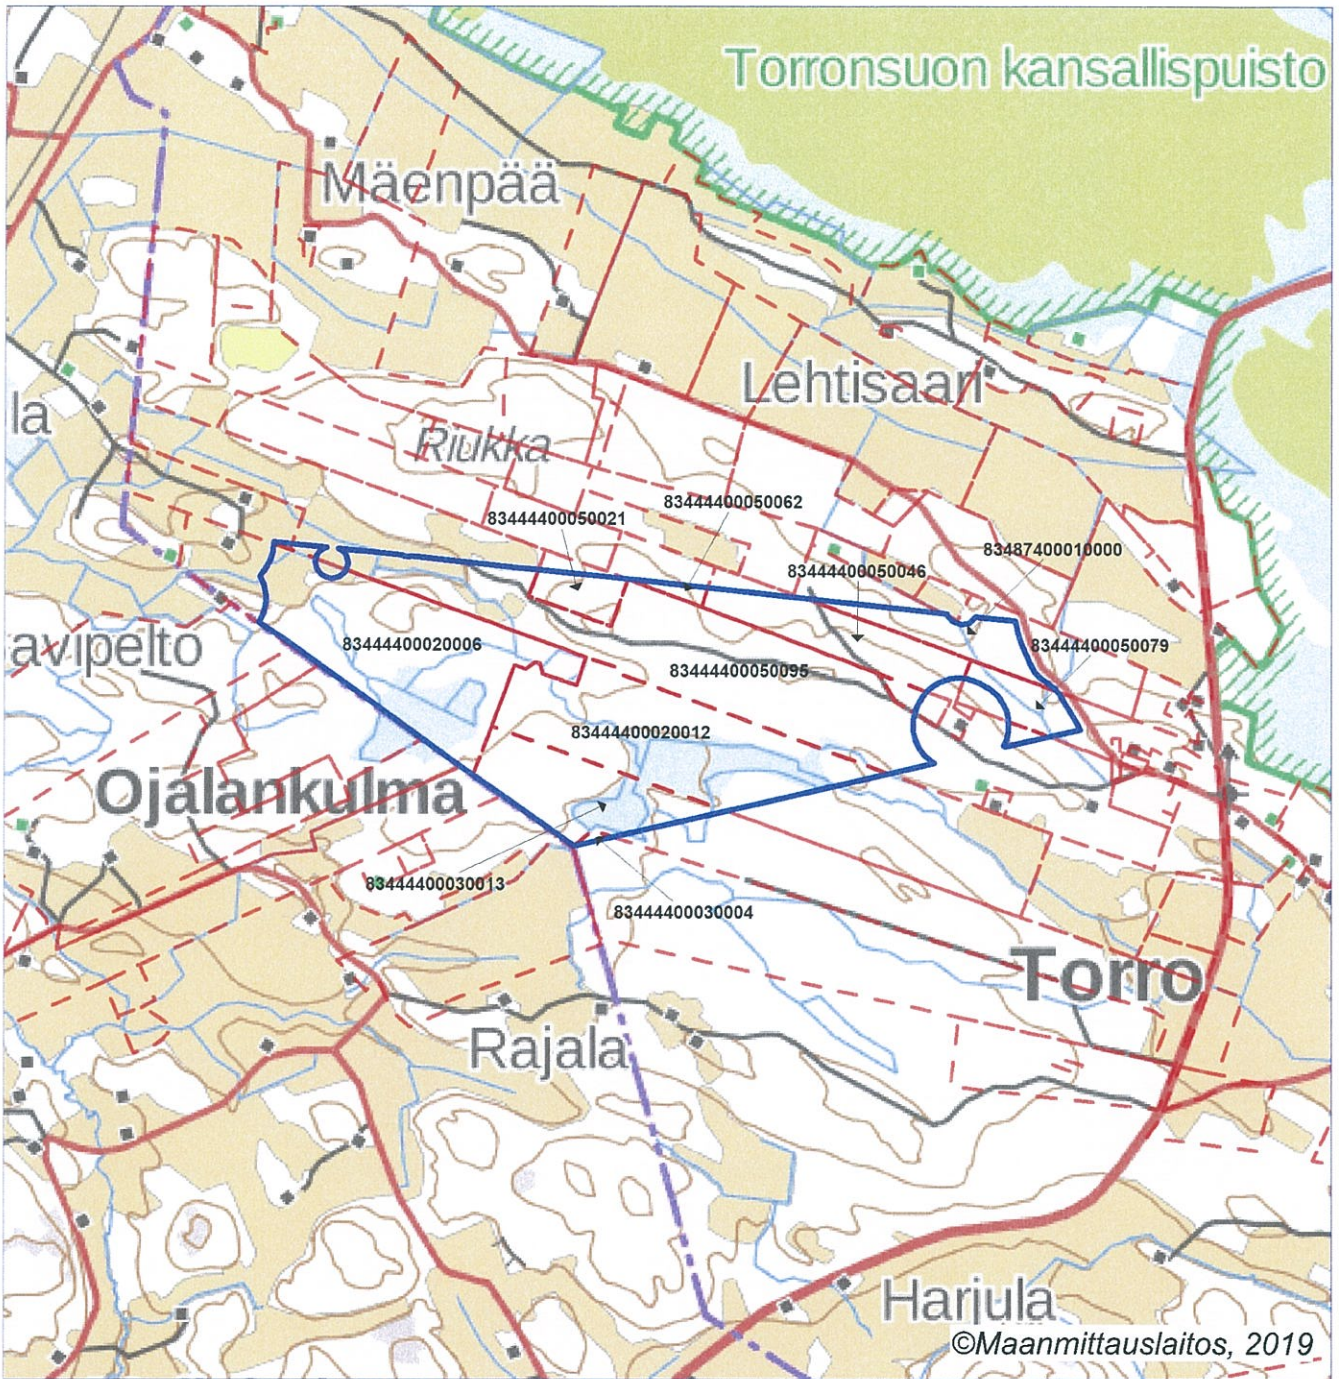 Torronsuon kansallispuisto
Mäenpää
Lehtisaari
la
Riukka
83444400050062
83444400050021
83487400010000
83444400050046
avipelto
83444400020006
83444400050079
83444400050095
83444400020012
Ojalankulma
83444400030013
83444400030004
Torro
Rajala
Harjula
©Maanmittauslaitos, 2019